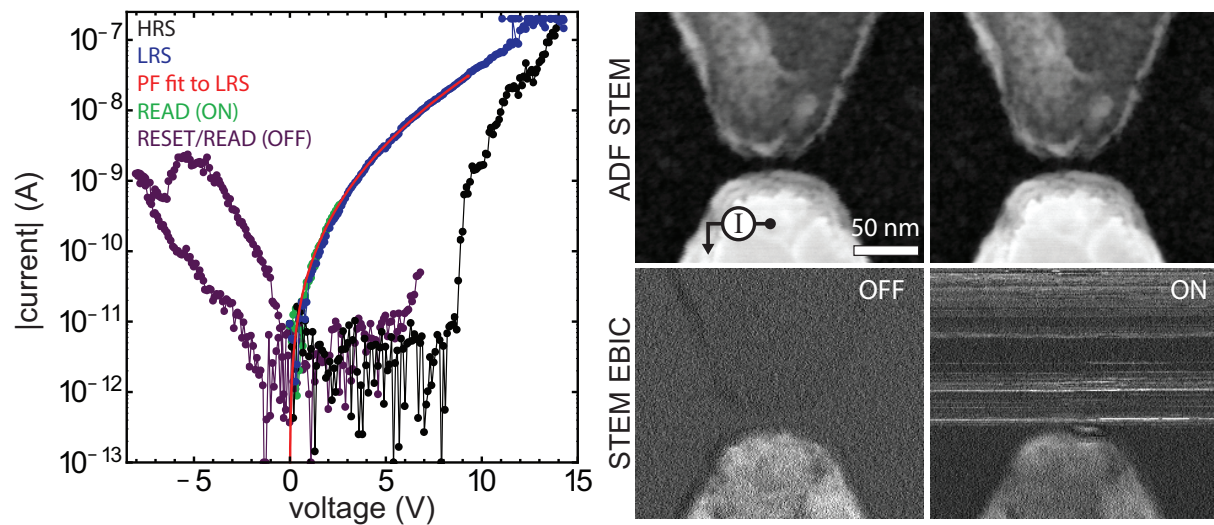 |current| (A)
10−7
10−8
10−9
10−10
10−11
10−12
10−13
HRS
LRS
PF fit to LRS
READ (ON)
RESET/READ (OFF)
−5
0
5
10
15
voltage (V)
ADF STEM
I
50 nm
STEM EBIC
OFF
ON